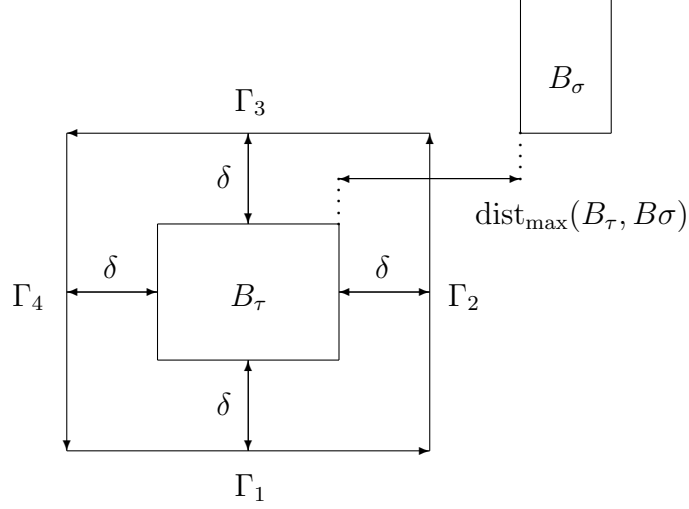 B_σ
Γ_3
δ
dist_max(B_τ, Bσ)
δ
δ
Γ_4
B_τ
Γ_2
δ
Γ_1